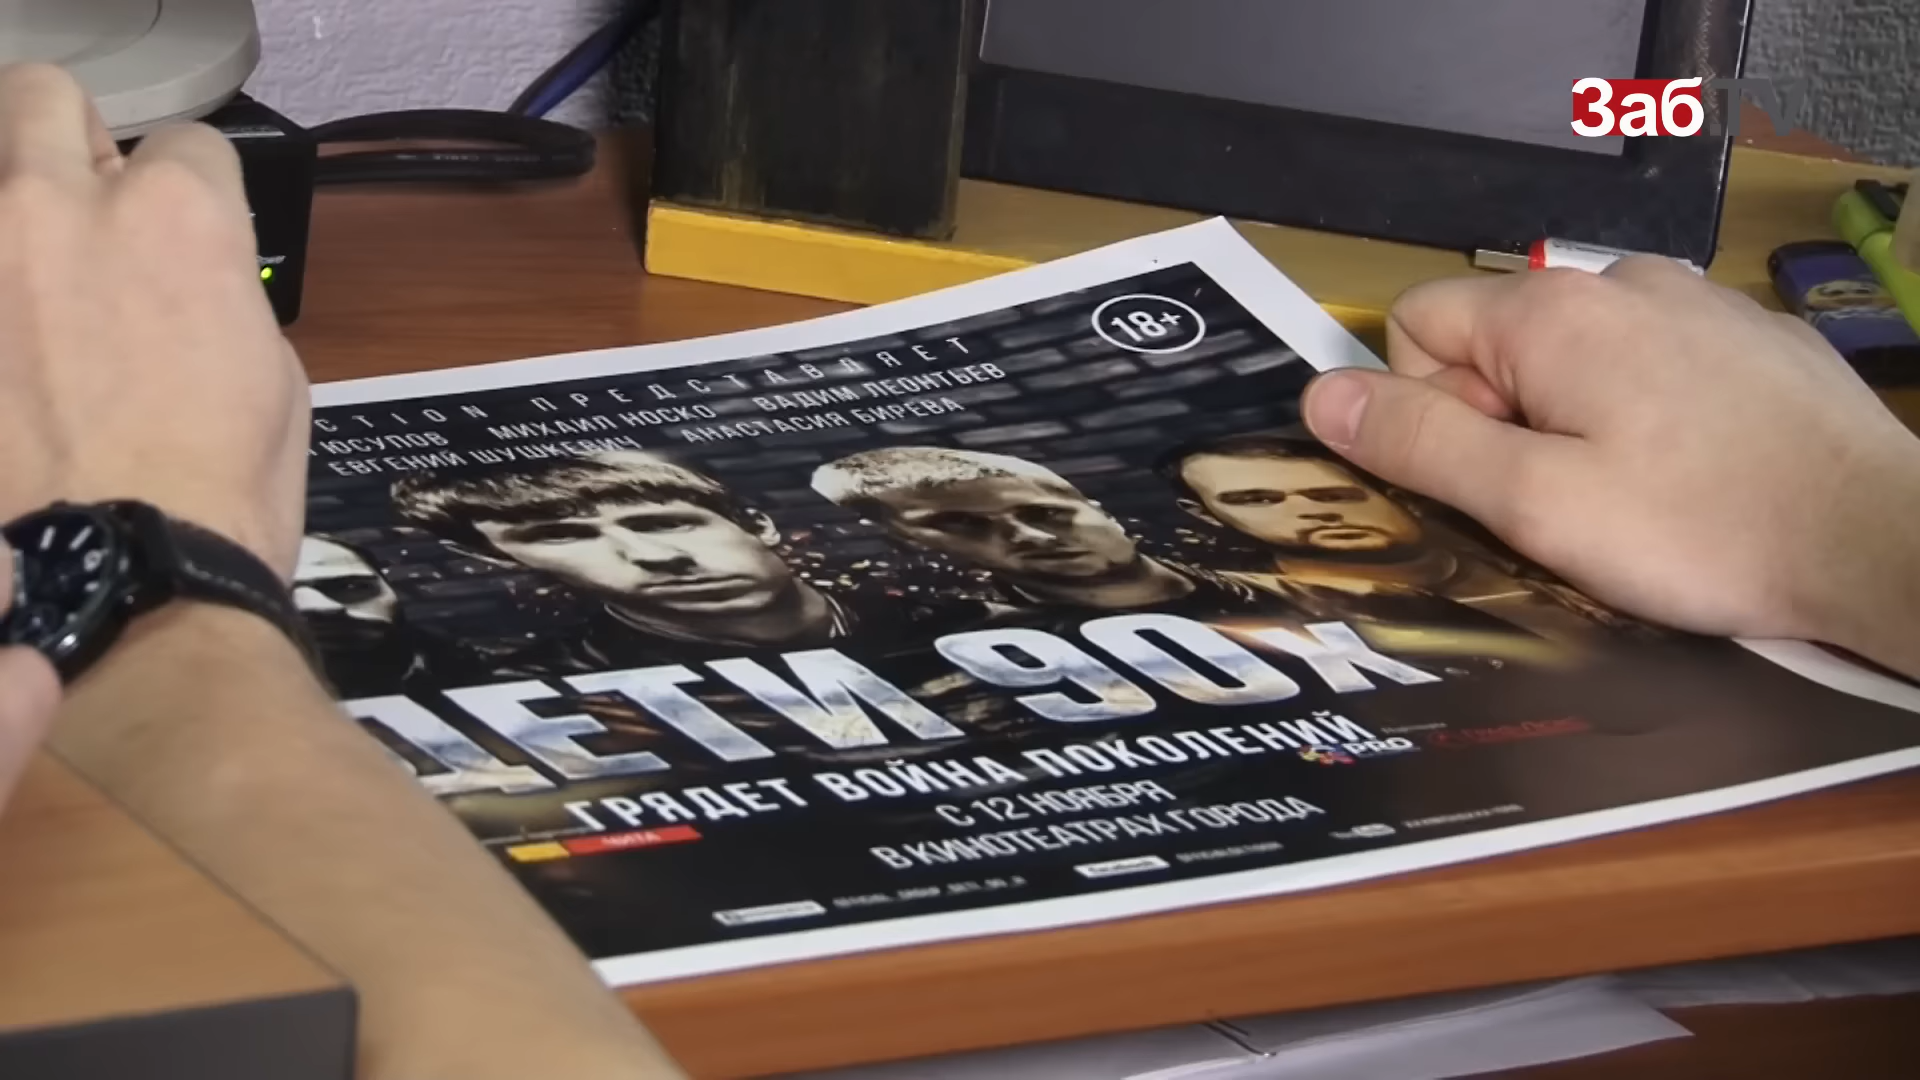 Заб.TV
18+
CTION ПРЕДСТАВЛЯЕТ
ЮСУПОВ МИХАИЛ НОСКО ВАДИМ ЛЕОНТЬЕВ
ЕВГЕНИЙ ШУШКЕВИЧ АНАСТАСИЯ БИРЕВА
ДЕТИ 90х
ГРЯДЕТ ВОЙНА ПОКОЛЕНИЙ
PRO
ЧИТА
С 12 НОЯБРЯ
В КИНОТЕАТРАХ ГОРОДА